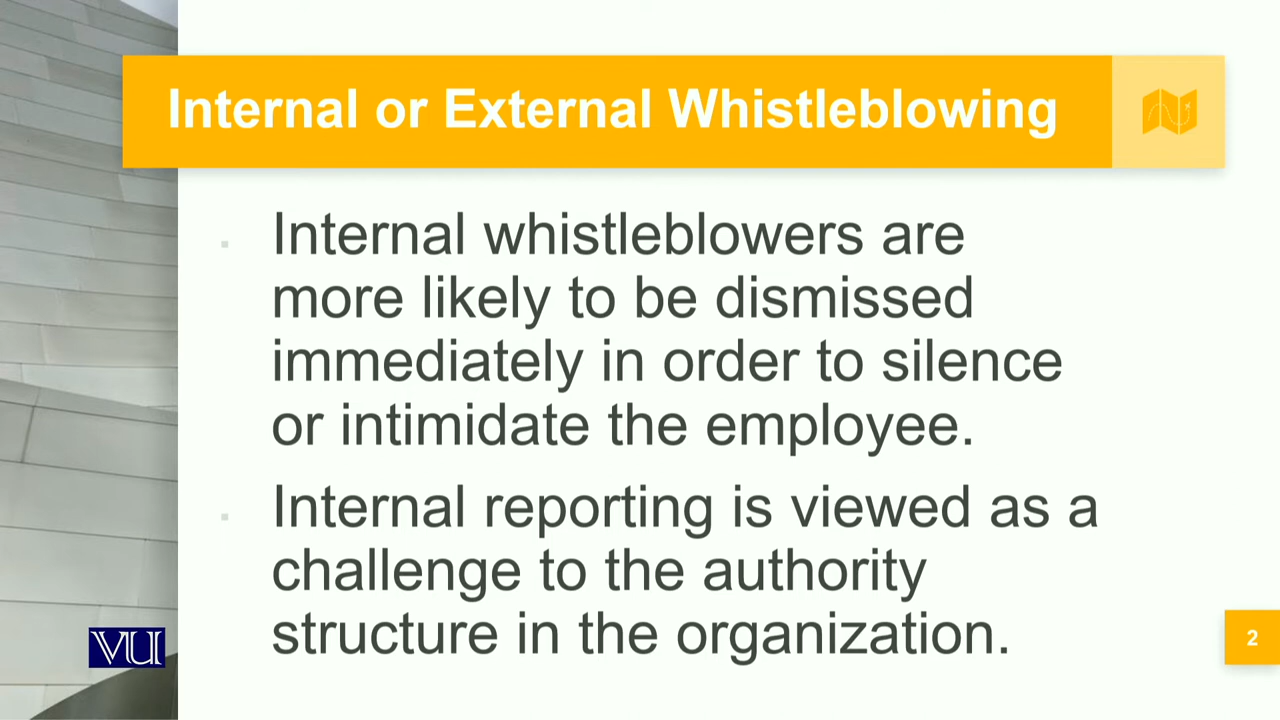 Internal or External Whistleblowing
Internal whistleblowers are
more likely to be dismissed
immediately in order to silence
or intimidate the employee.
Internal reporting is viewed as a
challenge to the authority
structure in the organization.
VU
2